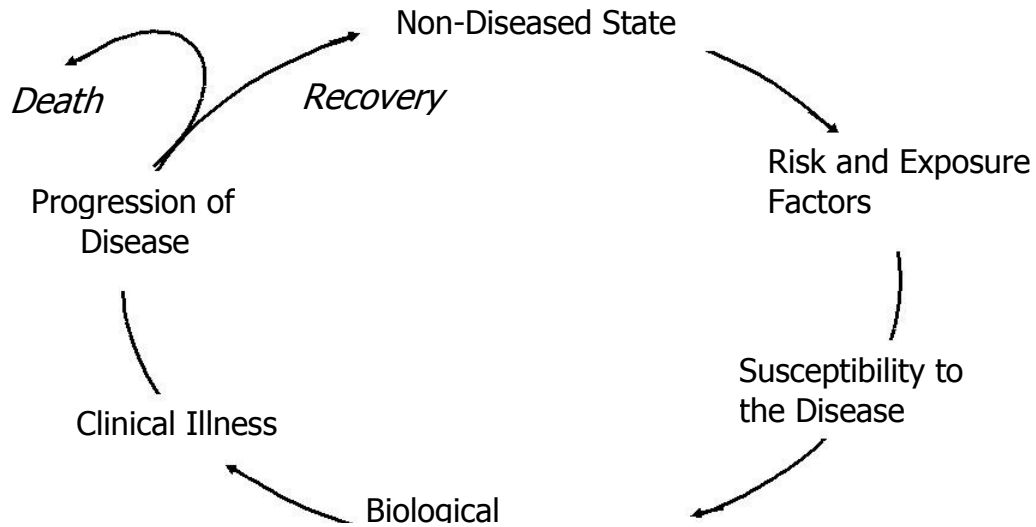 Non-Diseased State
Death
Recovery
Risk and Exposure
Factors
Progression of
Disease
Susceptibility to
the Disease
Clinical Illness
Biological